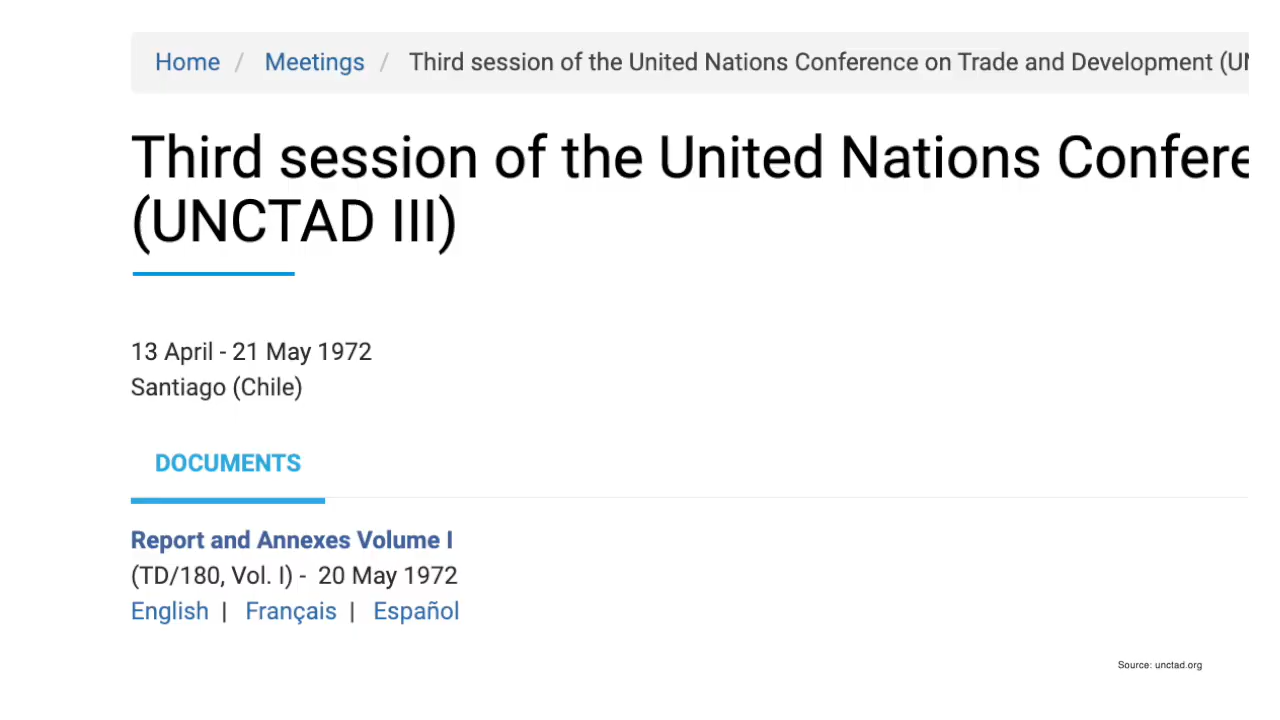 Home / Meetings / Third session of the United Nations Conference on Trade and Development (UN
Third session of the United Nations Confere
(UNCTAD III)
13 April - 21 May 1972
Santiago (Chile)
DOCUMENTS
Report and Annexes Volume I
(TD/180, Vol. I) - 20 May 1972
English | Français | Español
Source: unctad.org